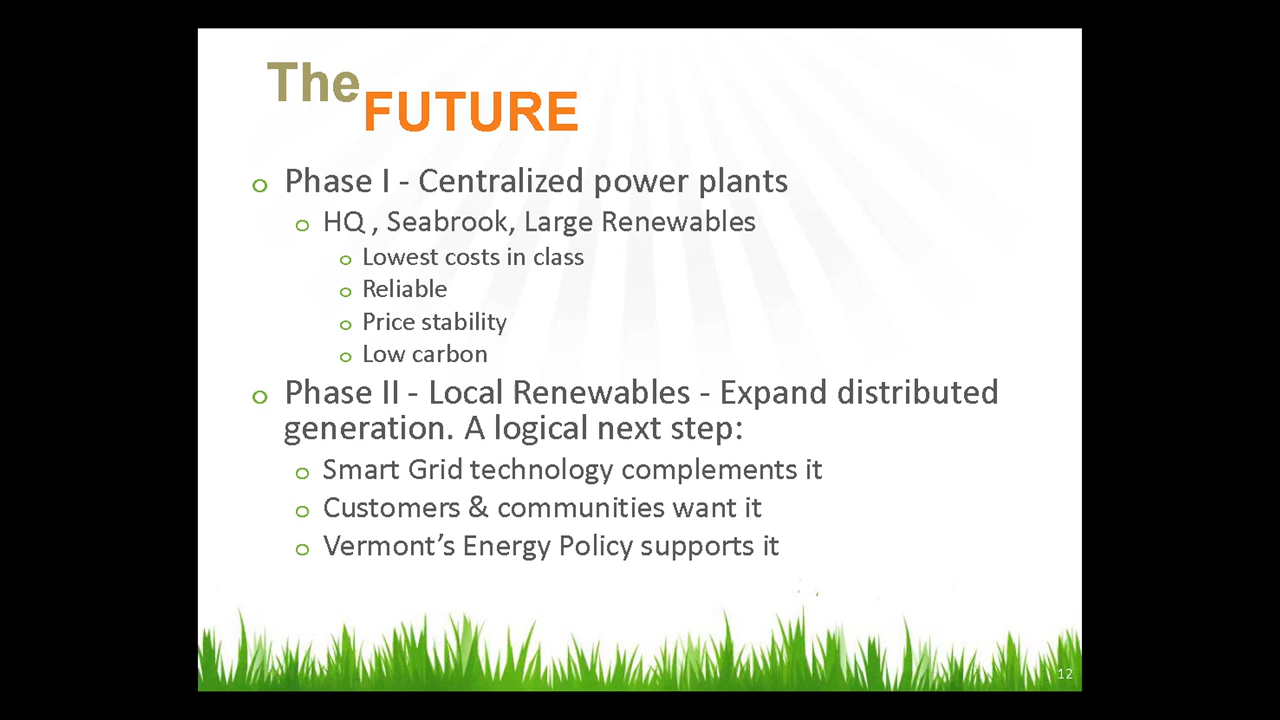 The
FUTURE
o Phase I - Centralized power plants
o HQ , Seabrook, Large Renewables
o Lowest costs in class
o Reliable
o Price stability
o Low carbon
o Phase II - Local Renewables - Expand distributed
generation. A logical next step:
o Smart Grid technology complements it
o Customers & communities want it
o Vermont’s Energy Policy supports it
12